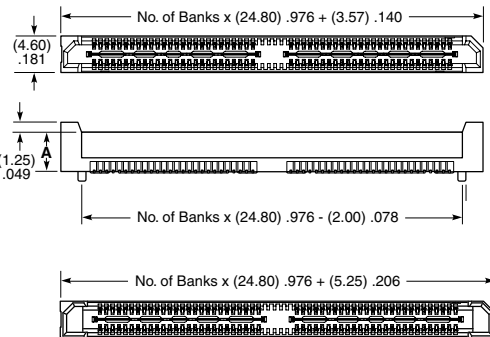 No. of Banks x (24.80) .976 + (3.57) .140
(4.60)
.181
A
(1.25)
.049
No. of Banks x (24.80) .976 - (2.00) .078
No. of Banks x (24.80) .976 + (5.25) .206